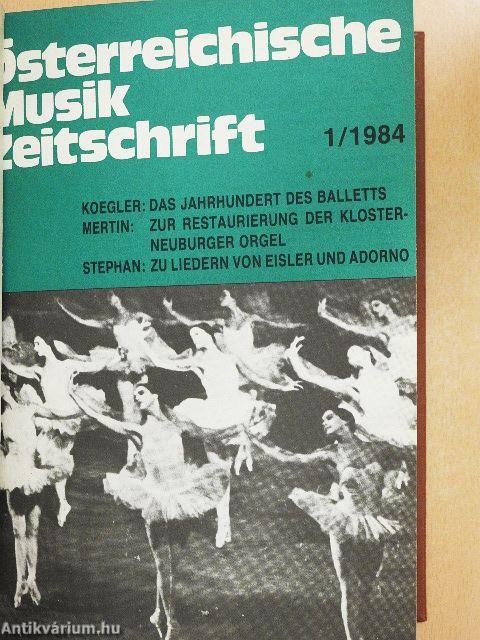 Österreichische
Musik
Zeitschrift
1/1984
KOEGLER: DAS JAHRHUNDERT DES BALLETTS
MERTIN: ZUR RESTAURIERUNG DER KLOSTER-
NEUBURGER ORGEL
STEPHAN: ZU LIEDERN VON EISLER UND ADORNO
Antikvárium.hu